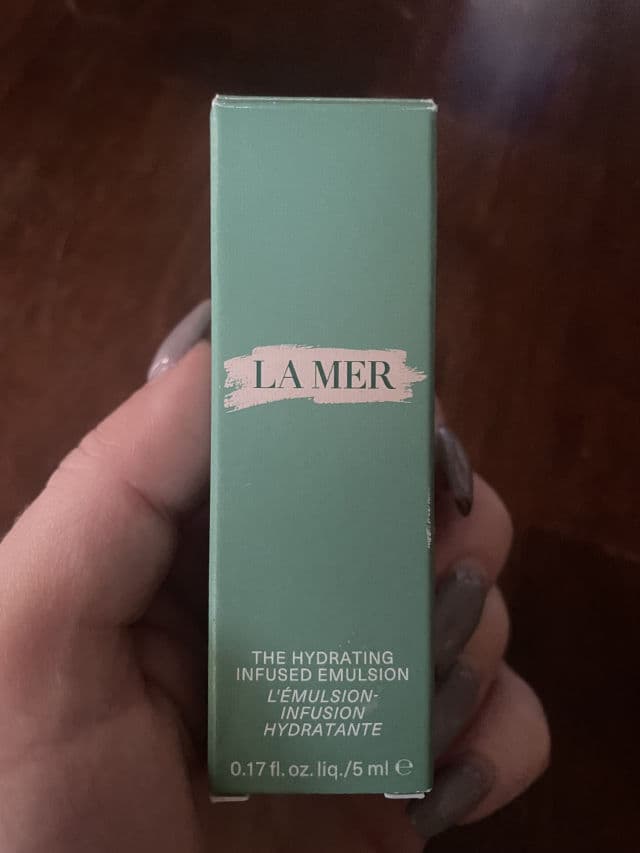 LA MER
THE HYDRATING
INFUSED EMULSION
L'ÉMULSION-
INFUSION
HYDRATANTE
0.17 fl. oz. liq./5 ml ℮